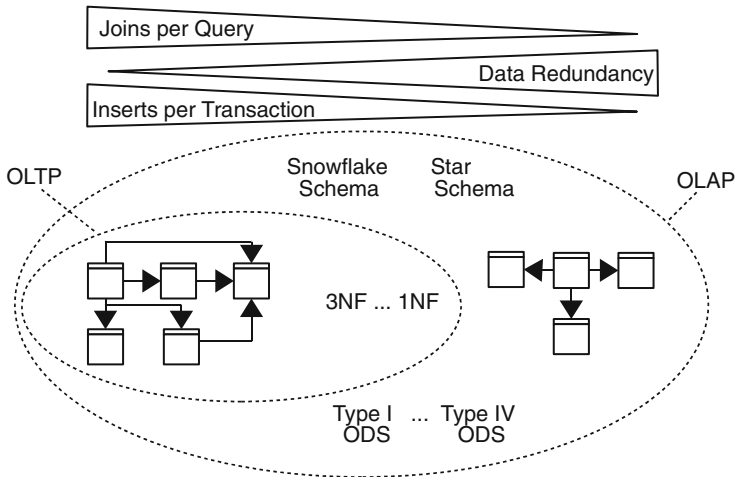 Joins per Query
Data Redundancy
Inserts per Transaction
OLTP
Snowflake
Schema
Star
Schema
OLAP
3NF ... 1NF
Type I ... Type IV
ODS ODS